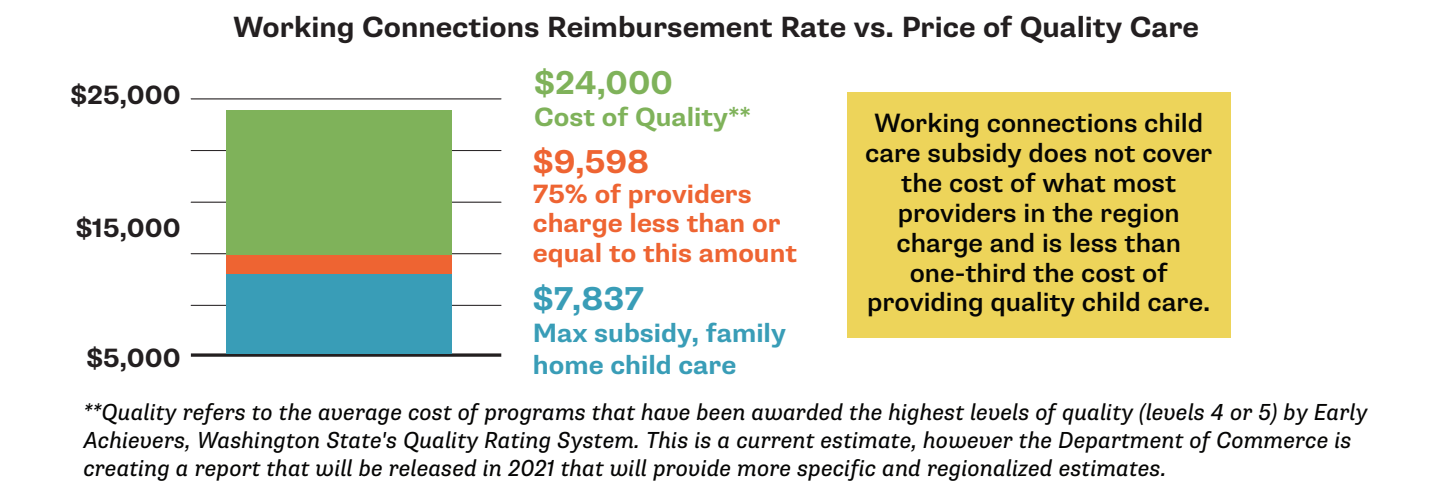 Working Connections Reimbursement Rate vs. Price of Quality Care
$25,000
$15,000
$5,000
$24,000
Cost of Quality**
$9,598
75% of providers
charge less than or
equal to this amount
$7,837
Max subsidy, family
home child care
Working connections child
care subsidy does not cover
the cost of what most
providers in the region
charge and is less than
one-third the cost of
providing quality child care.
**Quality refers to the average cost of programs that have been awarded the highest levels of quality (levels 4 or 5) by Early
Achievers, Washington State's Quality Rating System. This is a current estimate, however the Department of Commerce is
creating a report that will be released in 2021 that will provide more specific and regionalized estimates.